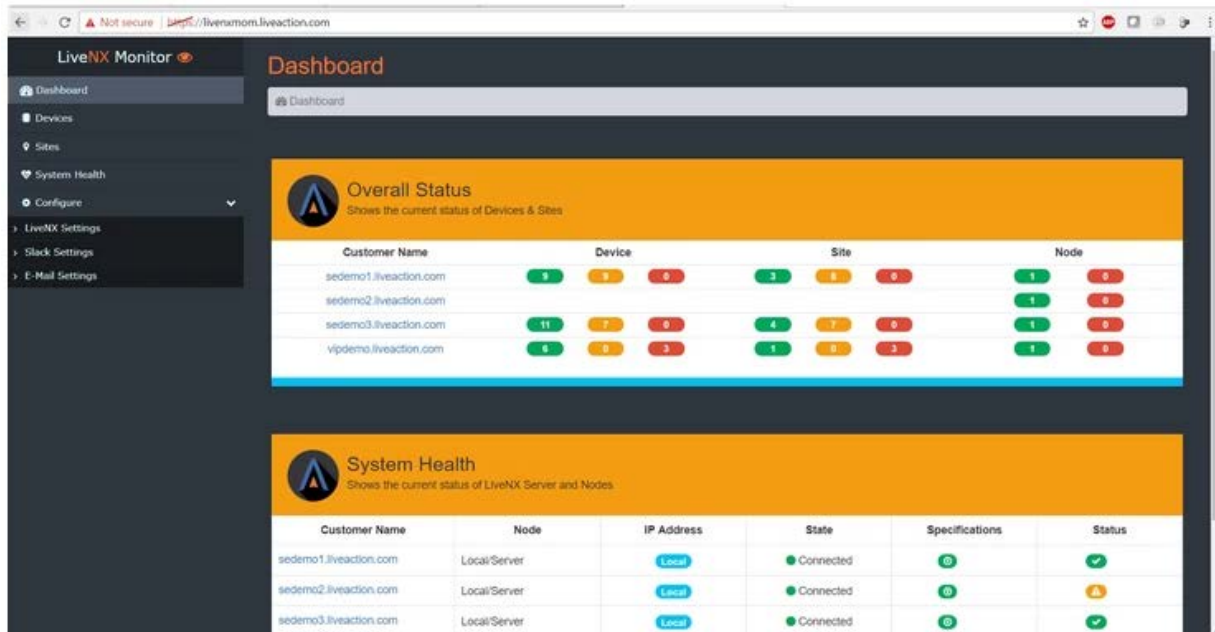 Not secure https://livenxmom.liveaction.com
LiveNX Monitor
Dashboard
Devices
Sites
System Health
Configure
LiveNX Settings
Slack Settings
E-Mail Settings
Dashboard
Dashboard
Overall Status
Shows the current status of Devices & Sites
Customer Name Device Site Node
sedemo1.liveaction.com 9 9 0 3 0 1 0
sedemo2.liveaction.com 1 0
sedemo3.liveaction.com 11 7 0 4 7 0 1 0
vipdemo.liveaction.com 6 0 3 1 0 3 1 0
System Health
Shows the current status of LiveNX Server and Nodes
Customer Name Node IP Address State Specifications Status
sedemo1.liveaction.com Local/Server Local Connected
sedemo2.liveaction.com Local/Server Local Connected
sedemo3.liveaction.com Local/Server Local Connected